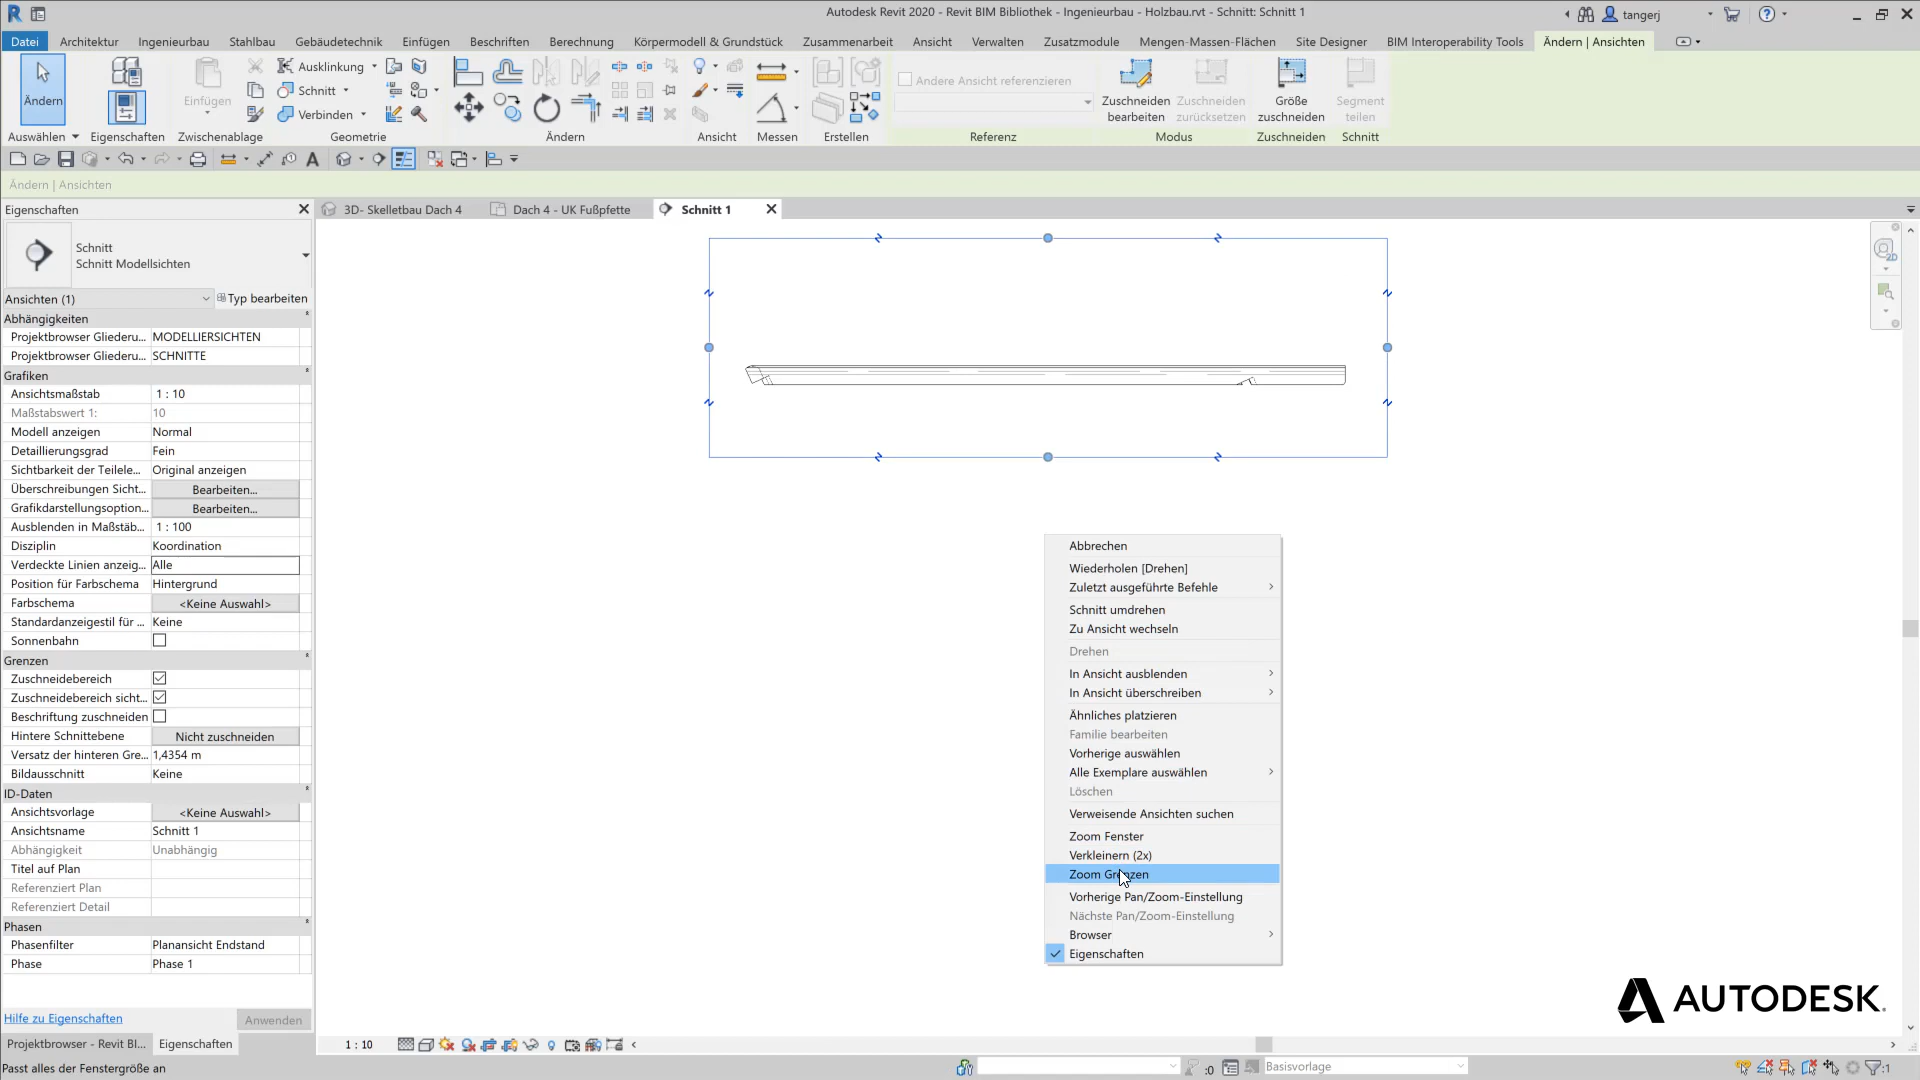 Autodesk Revit 2020 - Revit BIM Bibliothek - Ingenieurbau - Holzbau.rvt - Schnitt: Schnitt 1
tangerj
Datei Architektur Ingenieurbau Stahlbau Gebäudetechnik Einfügen Beschriften Berechnung Körpermodell & Grundstück Zusammenarbeit Ansicht Verwalten Zusatzmodule Mengen-Massen-Flächen Site Designer BIM Interoperability Tools Ändern | Ansichten
Ändern
Einfügen
Ausklinkung
Schnitt
Verbinden
Andere Ansicht referenzieren
Zuschneiden bearbeiten
Zuschneiden zurücksetzen
Größe zuschneiden
Segment teilen
Auswählen Eigenschaften Zwischenablage Geometrie Ändern Ansicht Messen Erstellen Referenz Modus Zuschneiden Schnitt
Ändern | Ansichten
Eigenschaften
3D- Skelletbau Dach 4
Dach 4 - UK Fußpfette
Schnitt 1
Schnitt
Schnitt Modellsichten
Ansichten (1)
Typ bearbeiten
Abhängigkeiten
Projektbrowser Gliederu... MODELLIERSICHTEN
Projektbrowser Gliederu... SCHNITTE
Grafiken
Ansichtsmaßstab 1 : 10
Maßstabswert 1: 10
Modell anzeigen Normal
Detaillierungsgrad Fein
Sichtbarkeit der Teilele... Original anzeigen
Überschreibungen Sicht... Bearbeiten...
Grafikdarstellungsoption... Bearbeiten...
Ausblenden in Maßstäb... 1 : 100
Disziplin Koordination
Verdeckte Linien anzeig... Alle
Position für Farbschema Hintergrund
Farbschema <Keine Auswahl>
Standardanzeigestil für ... Keine
Sonnenbahn
Grenzen
Zuschneidebereich
Zuschneidebereich sicht...
Beschriftung zuschneiden
Hintere Schnittebene Nicht zuschneiden
Versatz der hinteren Gre... 1,4354 m
Bildausschnitt Keine
ID-Daten
Ansichtsvorlage <Keine Auswahl>
Ansichtsname Schnitt 1
Abhängigkeit Unabhängig
Titel auf Plan
Referenziert Plan
Referenziert Detail
Phasen
Phasenfilter Planansicht Endstand
Phase Phase 1
Hilfe zu Eigenschaften
Anwenden
Projektbrowser - Revit BI...
Eigenschaften
Abbrechen
Wiederholen [Drehen]
Zuletzt ausgeführte Befehle
Schnitt umdrehen
Zu Ansicht wechseln
Drehen
In Ansicht ausblenden
In Ansicht überschreiben
Ähnliches platzieren
Familie bearbeiten
Vorherige auswählen
Alle Exemplare auswählen
Löschen
Verweisende Ansichten suchen
Zoom Fenster
Verkleinern (2x)
Zoom Grenzen
Vorherige Pan/Zoom-Einstellung
Nächste Pan/Zoom-Einstellung
Browser
Eigenschaften
2D
AUTODESK.
1 : 10
Passt alles der Fenstergröße an
:0
Basisvorlage
:1